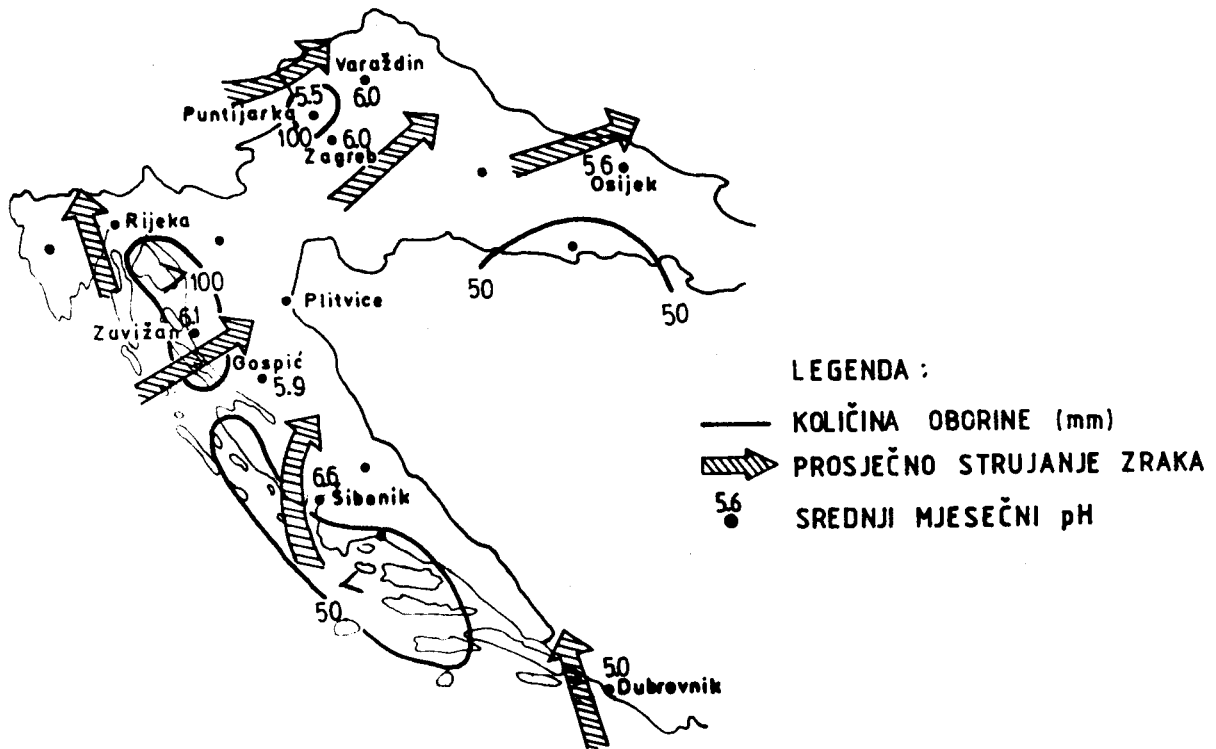 Varaždin
6.0
5.5
Puntijarka
100
6.0
Zagreb
5.6
Osijek
Rijeka
100
50
50
Plitvice
6.1
Zavižan
Gospić
5.9
6.6
Šibenik
50
L
5.0
Dubrovnik
LEGENDA :
KOLIČINA OBORINE (mm)
PROSJEČNO STRUJANJE ZRAKA
5.6
SREDNJI MJESEČNI pH